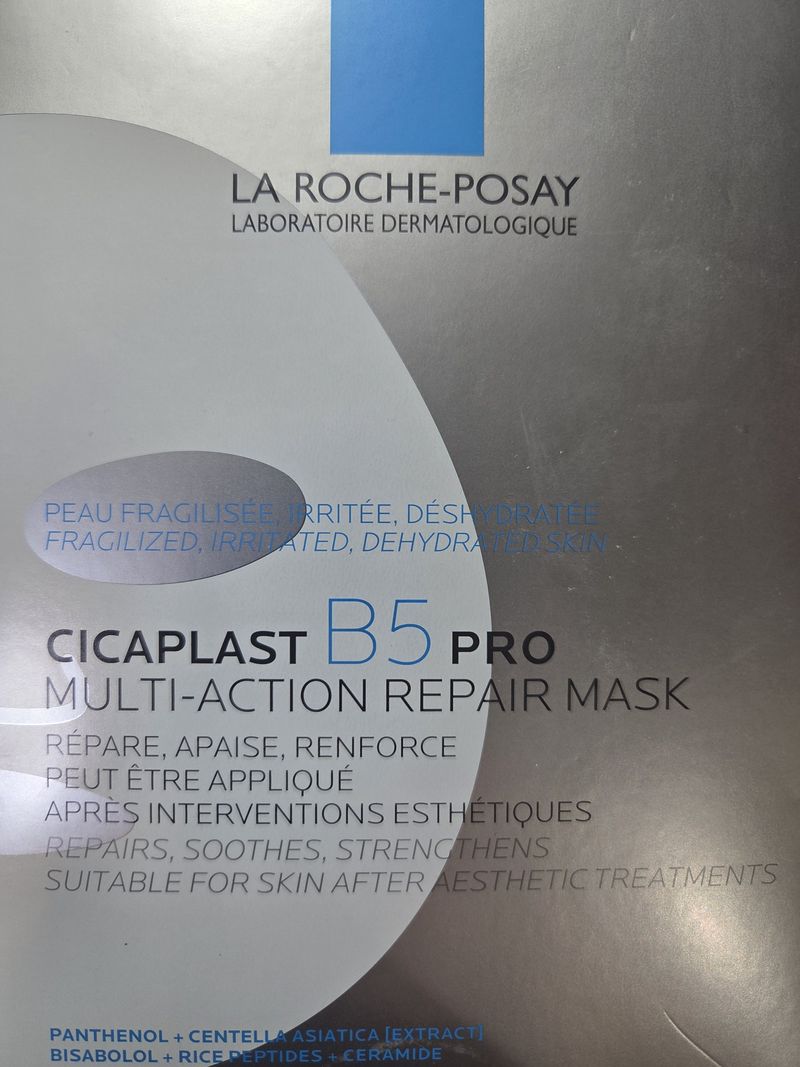 LA ROCHE-POSAY
LABORATOIRE DERMATOLOGIQUE
PEAU FRAGILISÉE, IRRITÉE, DÉSHYDRATÉE
FRAGILIZED, IRRITATED, DEHYDRATED SKIN
CICAPLAST B5 PRO
MULTI-ACTION REPAIR MASK
RÉPARE, APAISE, RENFORCE
PEUT ÊTRE APPLIQUÉ
APRÈS INTERVENTIONS ESTHÉTIQUES
REPAIRS, SOOTHES, STRENGTHENS
SUITABLE FOR SKIN AFTER AESTHETIC TREATMENTS
PANTHENOL + CENTELLA ASIATICA [EXTRACT]
BISABOLOL + RICE PEPTIDES + CERAMIDE